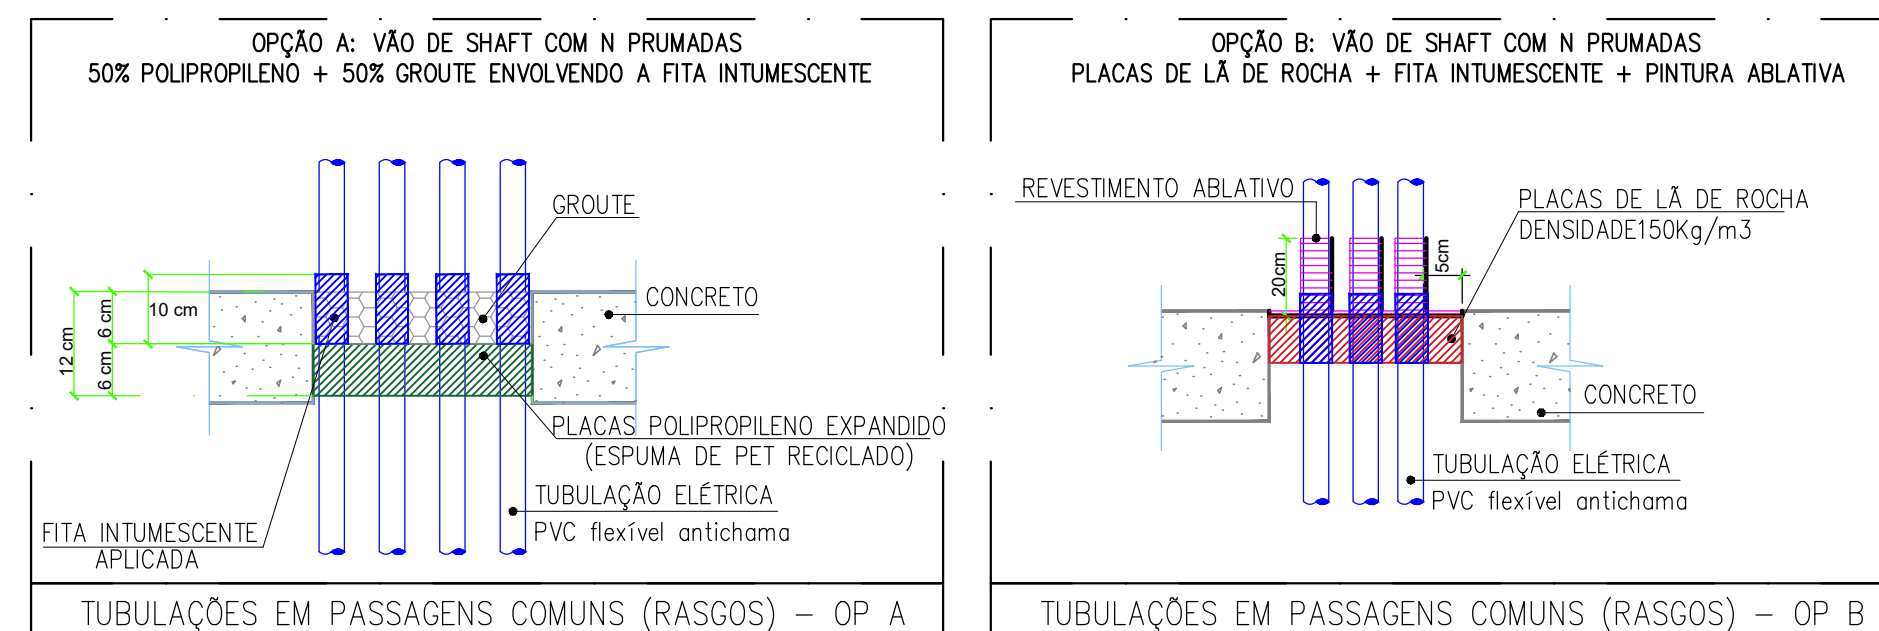 OPÇÃO A: VÃO DE SHAFT COM N PRUMADAS
50% POLIPROPILENO + 50% GROUTE ENVOLVENDO A FITA INTUMESCENTE
GROUTE
CONCRETO
10 cm
6 cm
12 cm
6 cm
PLACAS POLIPROPILENO EXPANDIDO
(ESPUMA DE PET RECICLADO)
TUBULAÇÃO ELÉTRICA
PVC flexível antichama
FITA INTUMESCENTE
APLICADA
TUBULAÇÕES EM PASSAGENS COMUNS (RASGOS) – OP A
OPÇÃO B: VÃO DE SHAFT COM N PRUMADAS
PLACAS DE LÃ DE ROCHA + FITA INTUMESCENTE + PINTURA ABLATIVA
REVESTIMENTO ABLATIVO
PLACAS DE LÃ DE ROCHA
DENSIDADE150Kg/m3
20cm
5cm
CONCRETO
TUBULAÇÃO ELÉTRICA
PVC flexível antichama
TUBULAÇÕES EM PASSAGENS COMUNS (RASGOS) – OP B